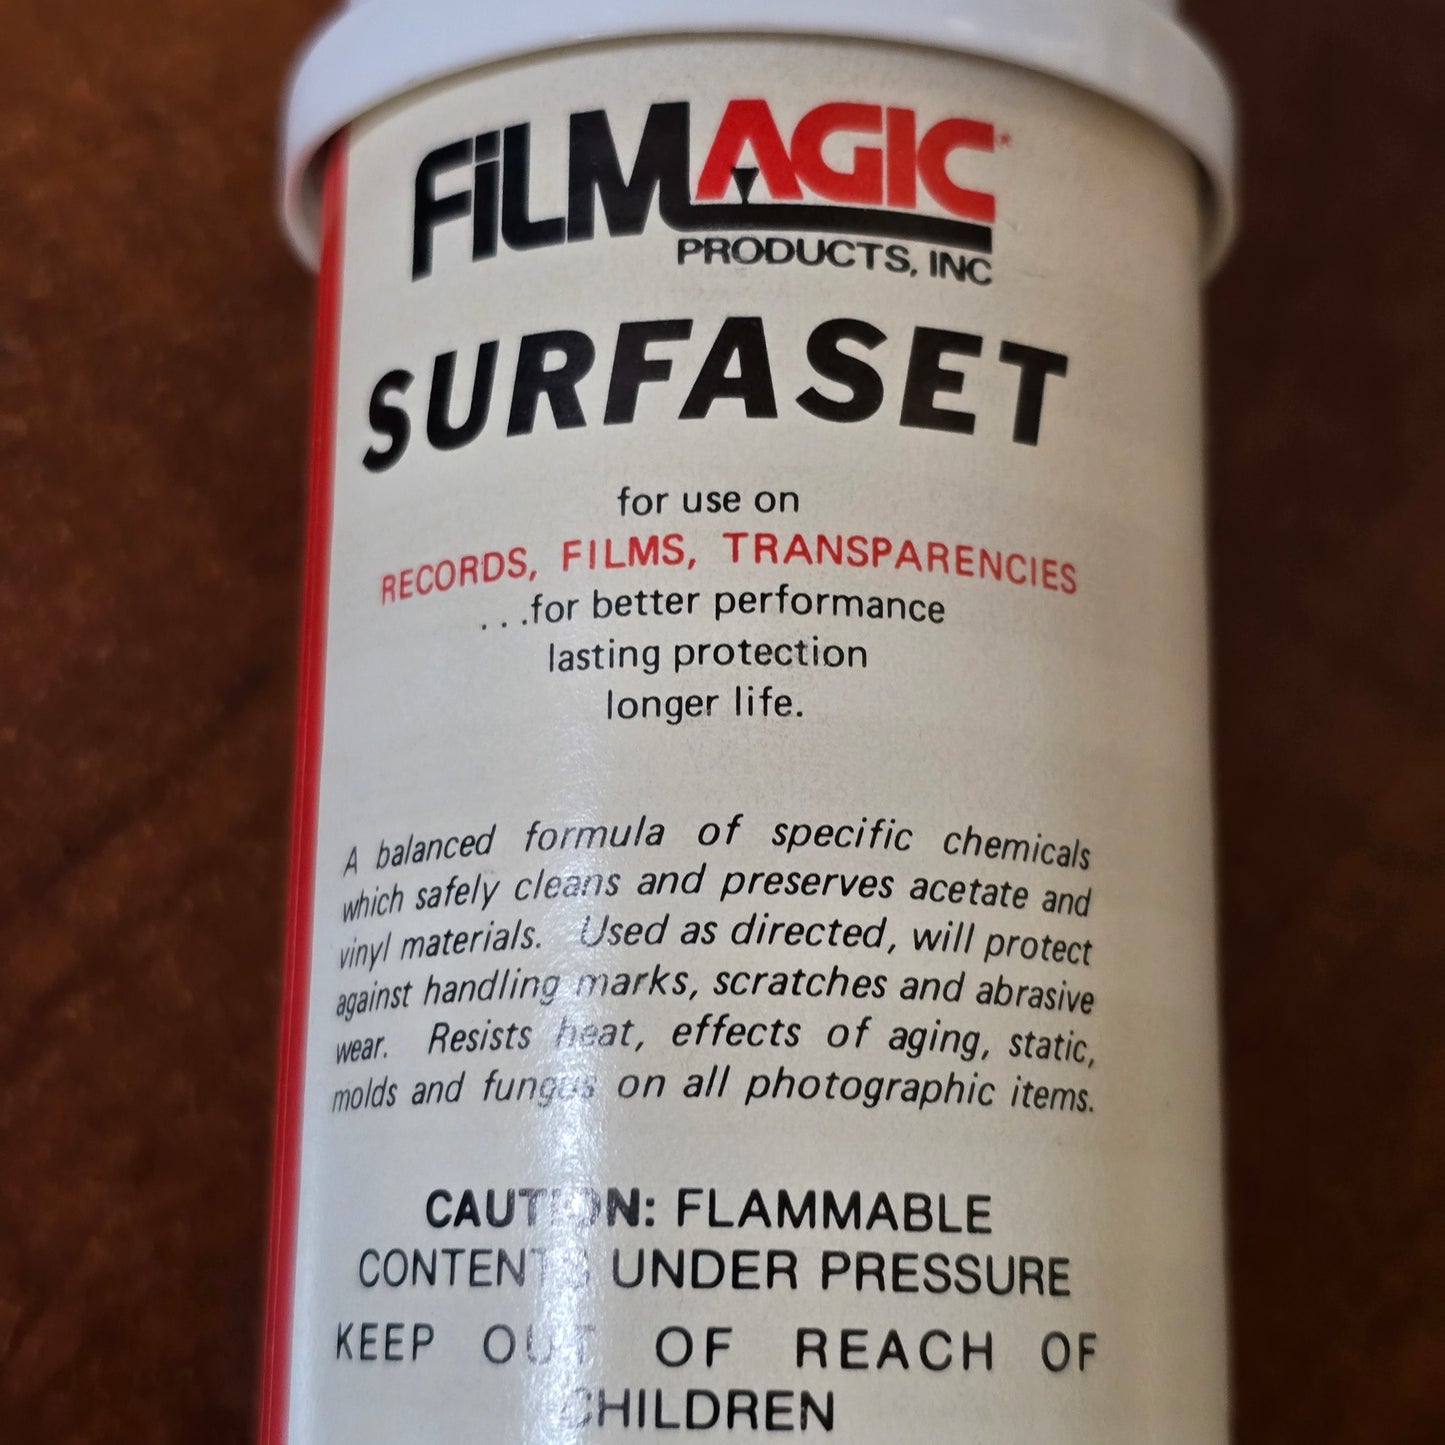 FiLMAGIC
PRODUCTS, INC
SURFASET
for use on
RECORDS, FILMS, TRANSPARENCIES
...for better performance
lasting protection
longer life.
A balanced formula of specific chemicals
which safely cleans and preserves acetate and
vinyl materials. Used as directed, will protect
against handling marks, scratches and abrasive
wear. Resists heat, effects of aging, static,
molds and fungus on all photographic items.
CAUTION: FLAMMABLE
CONTENTS UNDER PRESSURE
KEEP OUT OF REACH OF
CHILDREN